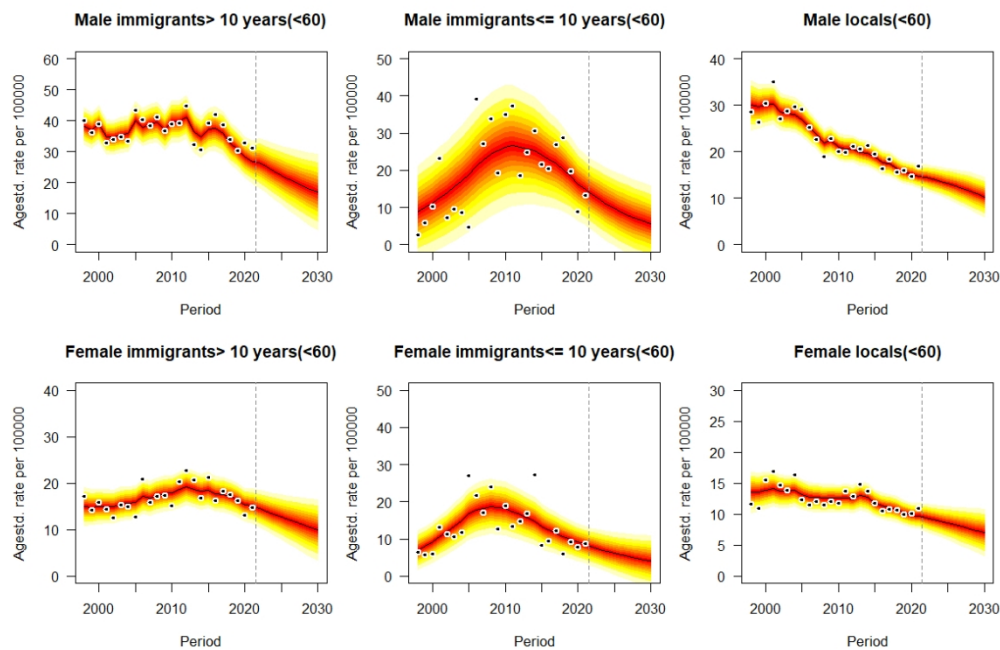 Male immigrants> 10 years(<60)
Agestd. rate per 100000
60
50
40
30
20
10
0
2000 2010 2020 2030
Period
Male immigrants<= 10 years(<60)
Agestd. rate per 100000
50
40
30
20
10
0
2000 2010 2020 2030
Period
Male locals(<60)
Agestd. rate per 100000
40
30
20
10
0
2000 2010 2020 2030
Period
Female immigrants> 10 years(<60)
Agestd. rate per 100000
40
30
20
10
0
2000 2010 2020 2030
Period
Female immigrants<= 10 years(<60)
Agestd. rate per 100000
50
40
30
20
10
0
2000 2010 2020 2030
Period
Female locals(<60)
Agestd. rate per 100000
30
25
20
15
10
5
0
2000 2010 2020 2030
Period